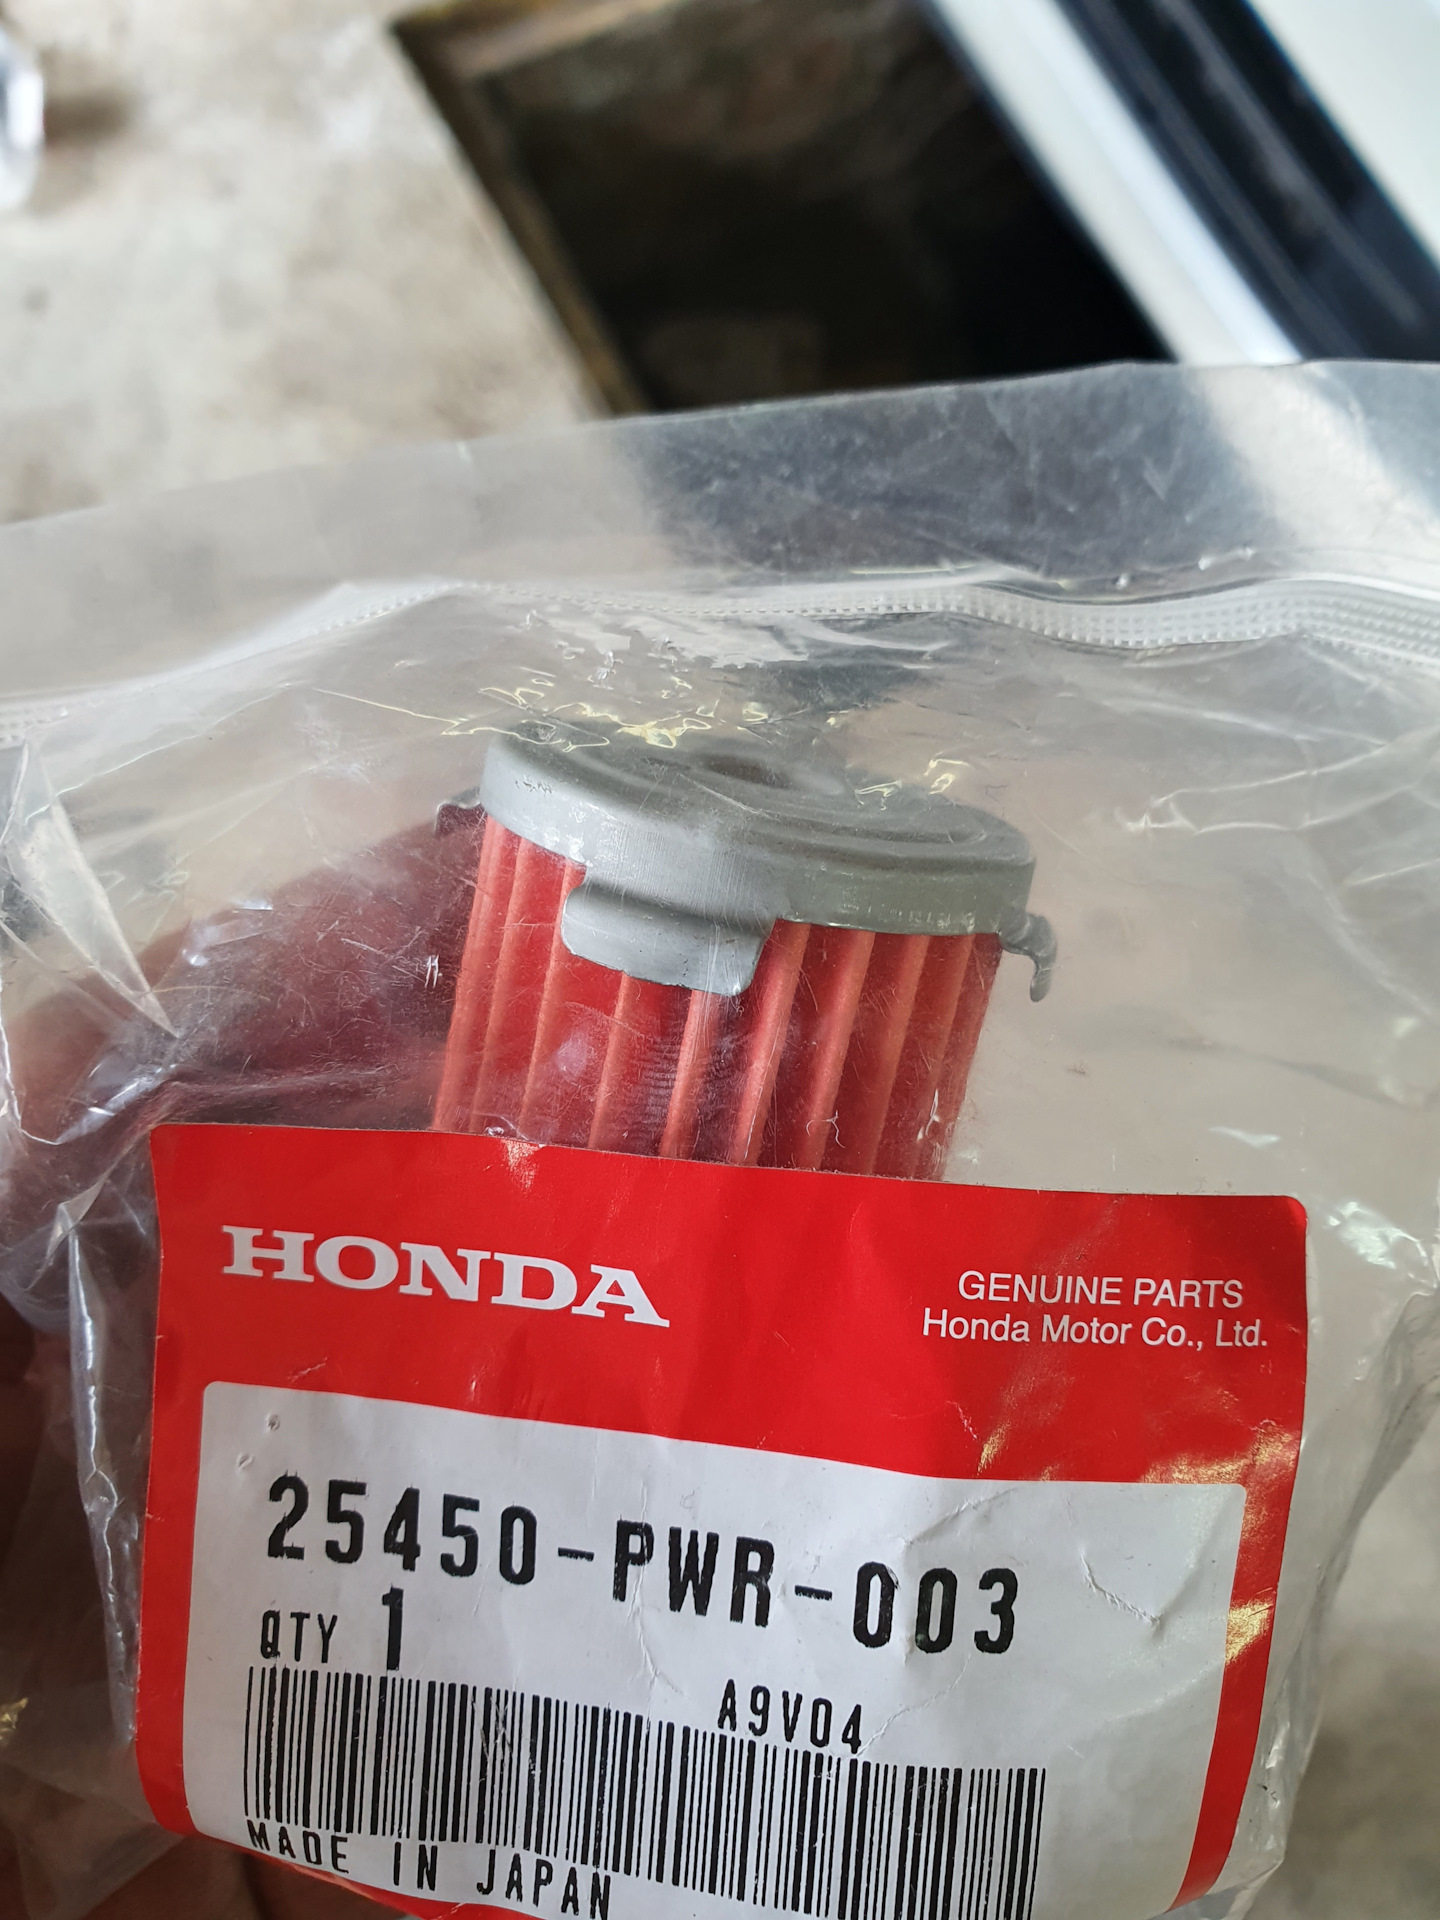 HONDA
GENUINE PARTS
Honda Motor Co., Ltd.
25450-PWR-003
QTY 1
A9V04
MADE IN JAPAN